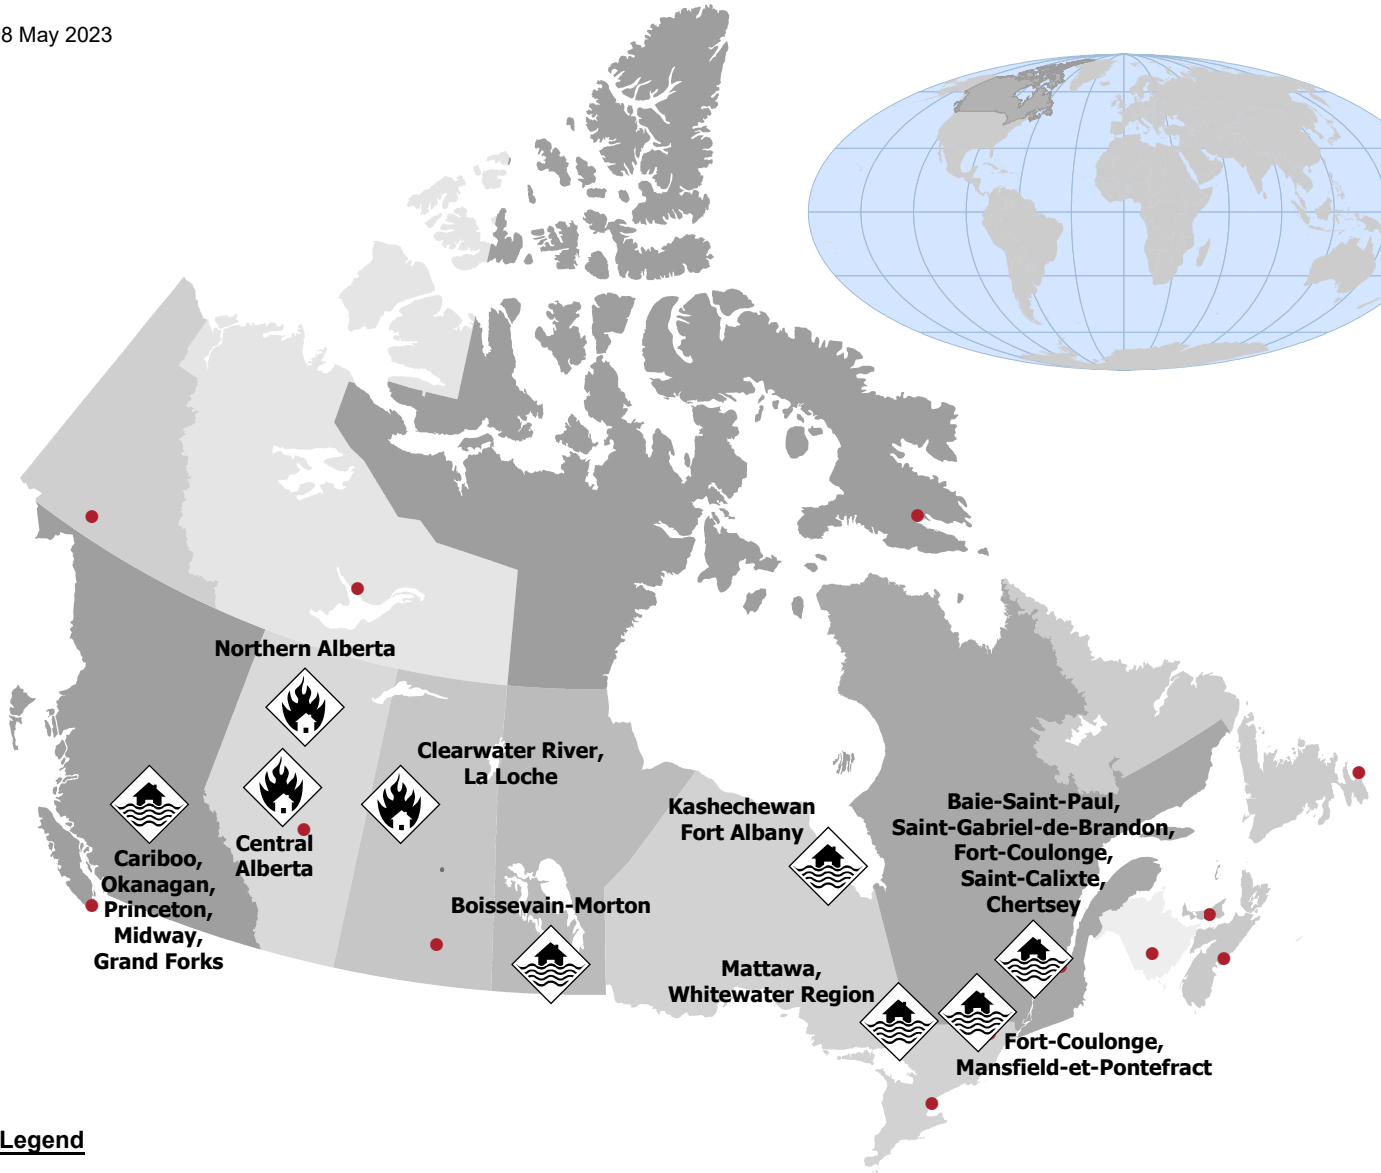 8 May 2023
Northern Alberta
Clearwater River,
La Loche
Central
Alberta
Cariboo,
Okanagan,
Princeton,
Midway,
Grand Forks
Boissevain-Morton
Kashechewan
Fort Albany
Baie-Saint-Paul,
Saint-Gabriel-de-Brandon,
Fort-Coulonge,
Saint-Calixte,
Chertsey
Mattawa,
Whitewater Region
Fort-Coulonge,
Mansfield-et-Pontefract
Legend